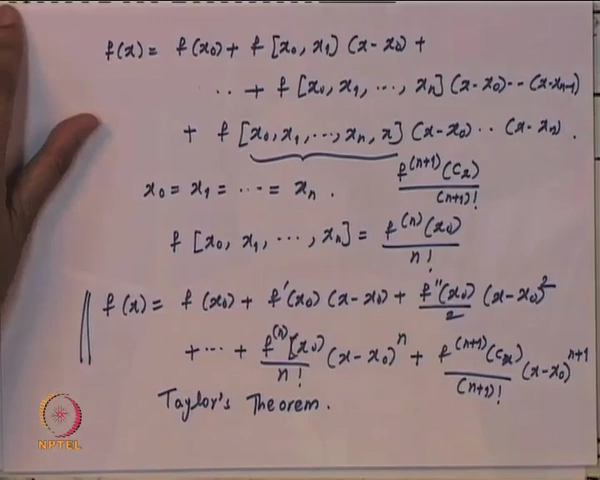 f(x) = f(x₀) + f[x₀, x₁] (x-x₀) +
.. + f[x₀, x₁, ..., xₙ] (x-x₀)...(x-xₙ₋₁)
+ f[x₀, x₁, ..., xₙ, x] (x-x₀)..(x-xₙ).
f⁽ⁿ⁺¹⁾(cₓ)/(n+1)!
x₀ = x₁ = ... = xₙ.
f[x₀, x₁, ..., xₙ] = f⁽ⁿ⁾(x₀)/n!
f(x) = f(x₀) + f'(x₀) (x-x₀) + f''(x₀)/2 (x-x₀)²
+ ... + f⁽ⁿ⁾(x₀)/n! (x-x₀)ⁿ + f⁽ⁿ⁺¹⁾(cₓ)/(n+1)! (x-x₀)ⁿ⁺¹
Taylor's Theorem.
NPTEL